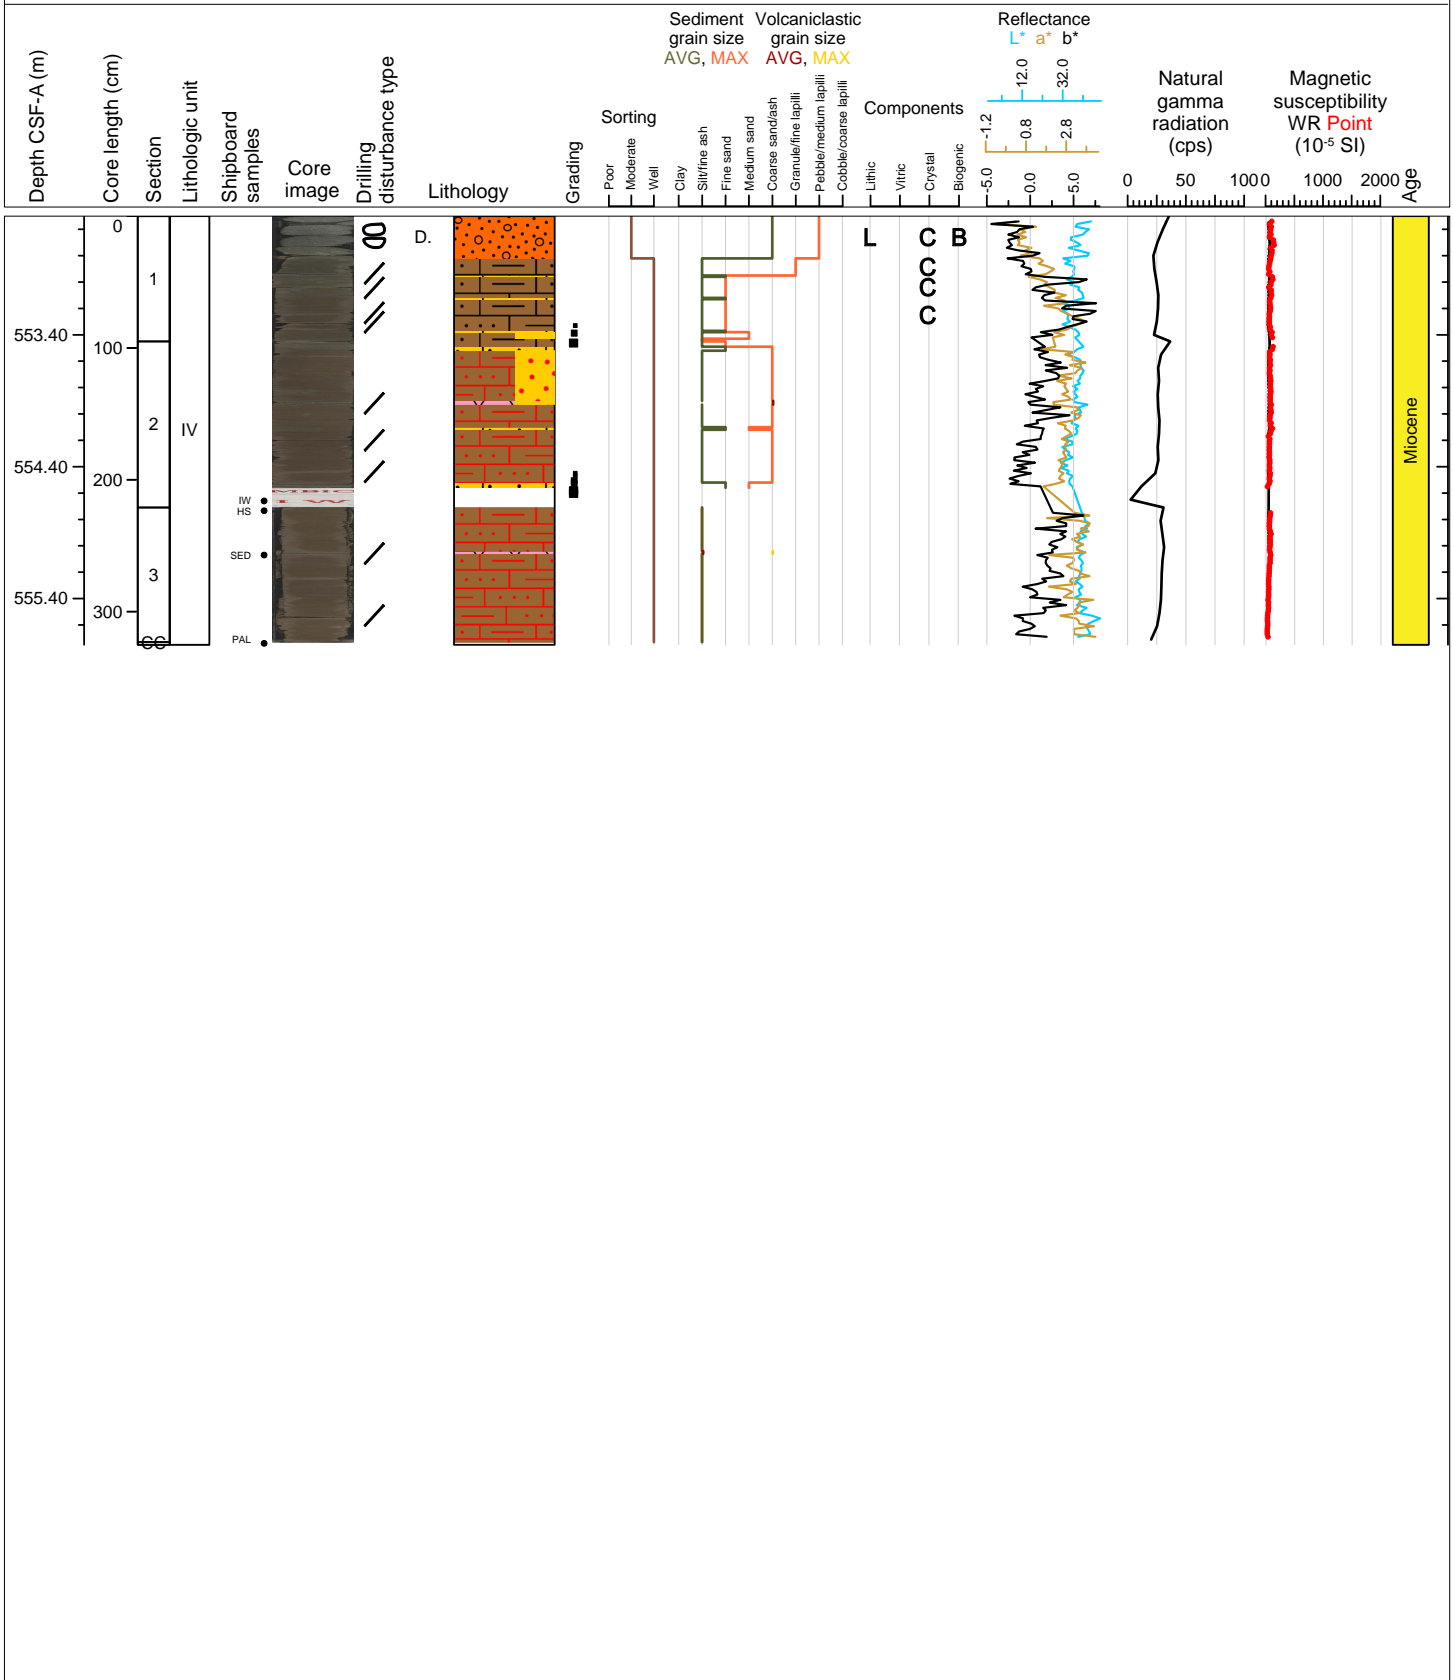 Depth CSF-A (m)
Core length (cm)
Section
Lithologic unit
Shipboard
samples
Core
image
Drilling
disturbance type
Lithology
Grading
Sorting
Poor
Moderate
Well
Sediment
grain size
AVG, MAX
Volcaniclastic
grain size
AVG, MAX
Clay
Silt/fine ash
Fine sand
Medium sand
Coarse sand/ash
Granule/fine lapilli
Pebble/medium lapilli
Cobble/coarse lapilli
Components
Lithic
Vitric
Crystal
Biogenic
Reflectance
L* a* b*
12.0 32.0
-1.2 0.8 2.8
-5.0 0.0 5.0
Natural
gamma
radiation
(cps)
0 50 100
Magnetic
susceptibility
WR Point
(10-5 SI)
0 1000 2000
Age
0
100
200
300
553.40
554.40
555.40
1
2
3
CC
IV
IW
HS
SED
PAL
I W
D.
L C B
C
C
C
Miocene